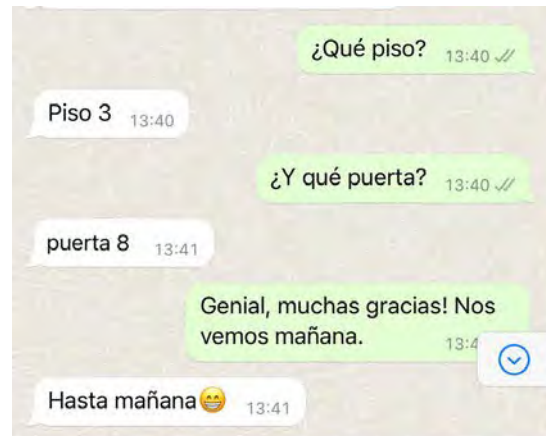 ¿Qué piso? 13:40
Piso 3 13:40
¿Y qué puerta? 13:40
puerta 8 13:41
Genial, muchas gracias! Nos
vemos mañana.
Hasta mañana😁 13:41